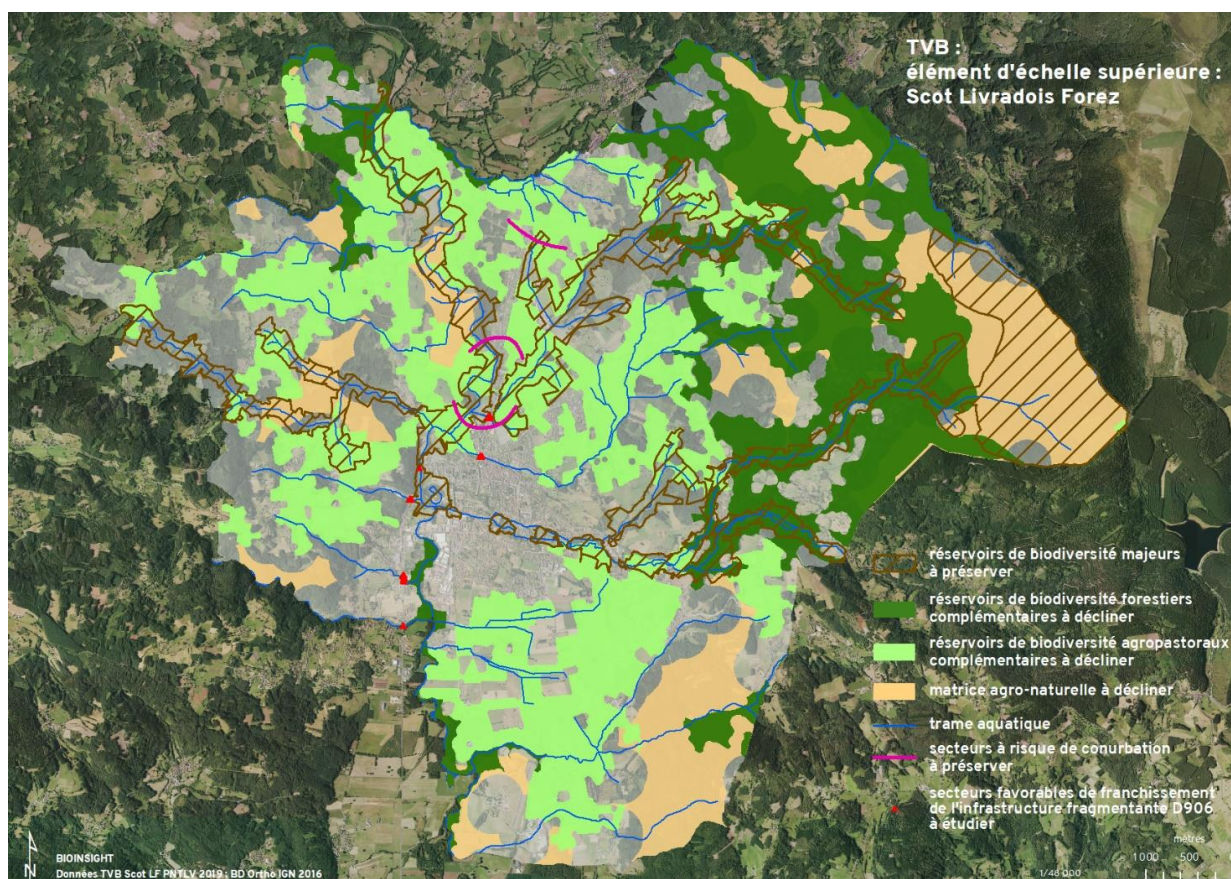 TVB :
élément d'échelle supérieure :
Scot Livradois Forez
réservoirs de biodiversité majeurs
à préserver
réservoirs de biodiversité forestiers
complémentaires à décliner
réservoirs de biodiversité agropastoraux
complémentaires à décliner
matrice agro-naturelle à décliner
trame aquatique
secteurs à risque de conurbation
à préserver
secteurs favorables de franchissement
de l'infrastructure fragmentante D906
à étudier
mètres
1000 500
1/48 000
N
BIOINSIGHT
Données TVB Scot LF PNTLV 2019 ; BD Ortho IGN 2016